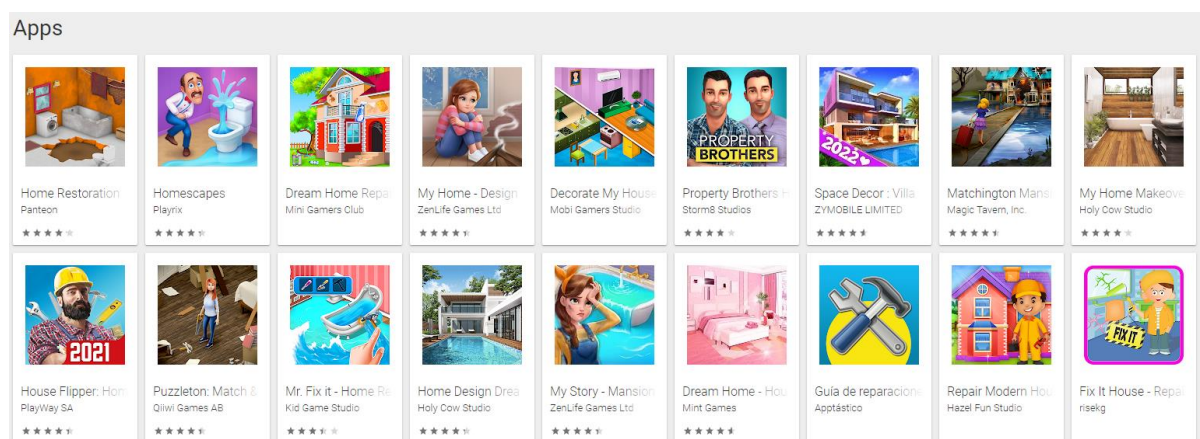 Apps
Home Restoration
Panteon
Homescapes
Playrix
Dream Home Repa
Mini Gamers Club
My Home - Design
ZenLife Games Ltd
Decorate My House
Mobi Gamers Studio
PROPERTY
BROTHERS
Property Brothers H
Storm8 Studios
2022
Space Decor : Villa
ZYMOBILE LIMITED
Matchington Mans
Magic Tavern, Inc.
My Home Makeove
Holy Cow Studio
2021
House Flipper: Hom
PlayWay SA
Puzzleton: Match &
Qiiwi Games AB
Mr. Fix it - Home Re
Kid Game Studio
Home Design Drea
Holy Cow Studio
My Story - Mansion
ZenLife Games Ltd
Dream Home - Hou
Mint Games
Guía de reparacione
Apptástico
Repair Modern Hou
Hazel Fun Studio
FIX IT
Fix It House - Repai
risekg